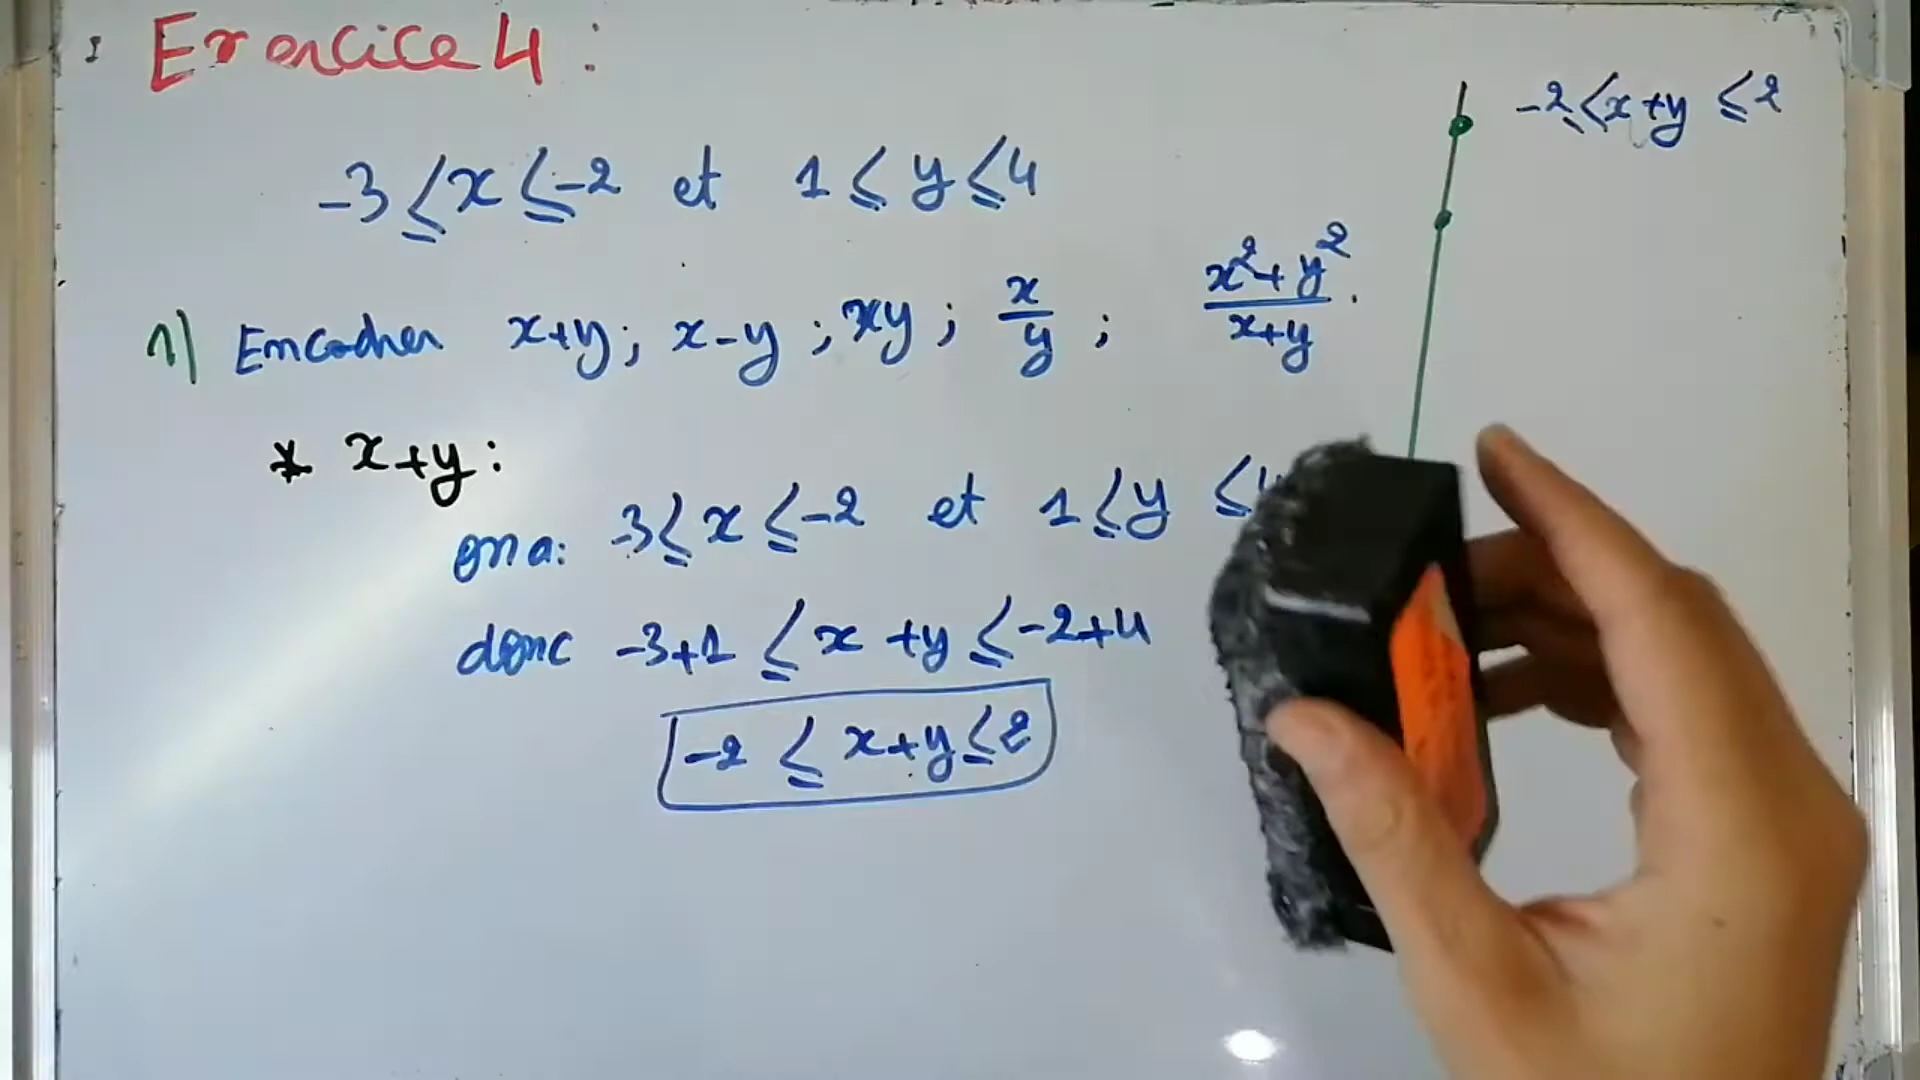 Exercice 4 :
-3 ≤ x ≤ -2 et 1 ≤ y ≤ 4
1) Encadrer x+y ; x-y ; xy ; x/y ; (x²+y²)/(x+y) .
* x+y :
on a : -3 ≤ x ≤ -2 et 1 ≤ y ≤ 4
donc -3+1 ≤ x +y ≤ -2+4
-2 ≤ x+y ≤ 2
-2 ≤ x+y ≤ 2